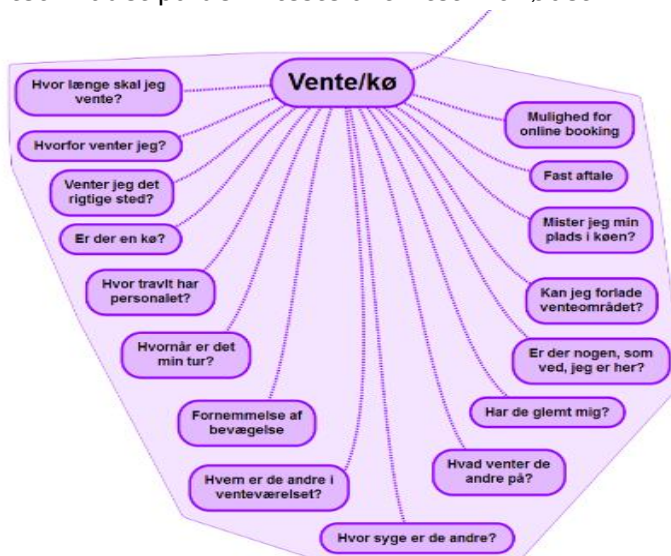 Vente/kø
Hvor længe skal jeg
vente?
Hvorfor venter jeg?
Venter jeg det
rigtige sted?
Er der en kø?
Hvor travlt har
personalet?
Hvornår er det
min tur?
Fornemmelse af
bevægelse
Hvem er de andre i
venteværelset?
Hvor syge er de andre?
Hvad venter de
andre på?
Har de glemt mig?
Er der nogen, som
ved, jeg er her?
Kan jeg forlade
venteområdet?
Mister jeg min
plads i køen?
Fast aftale
Mulighed for
online booking